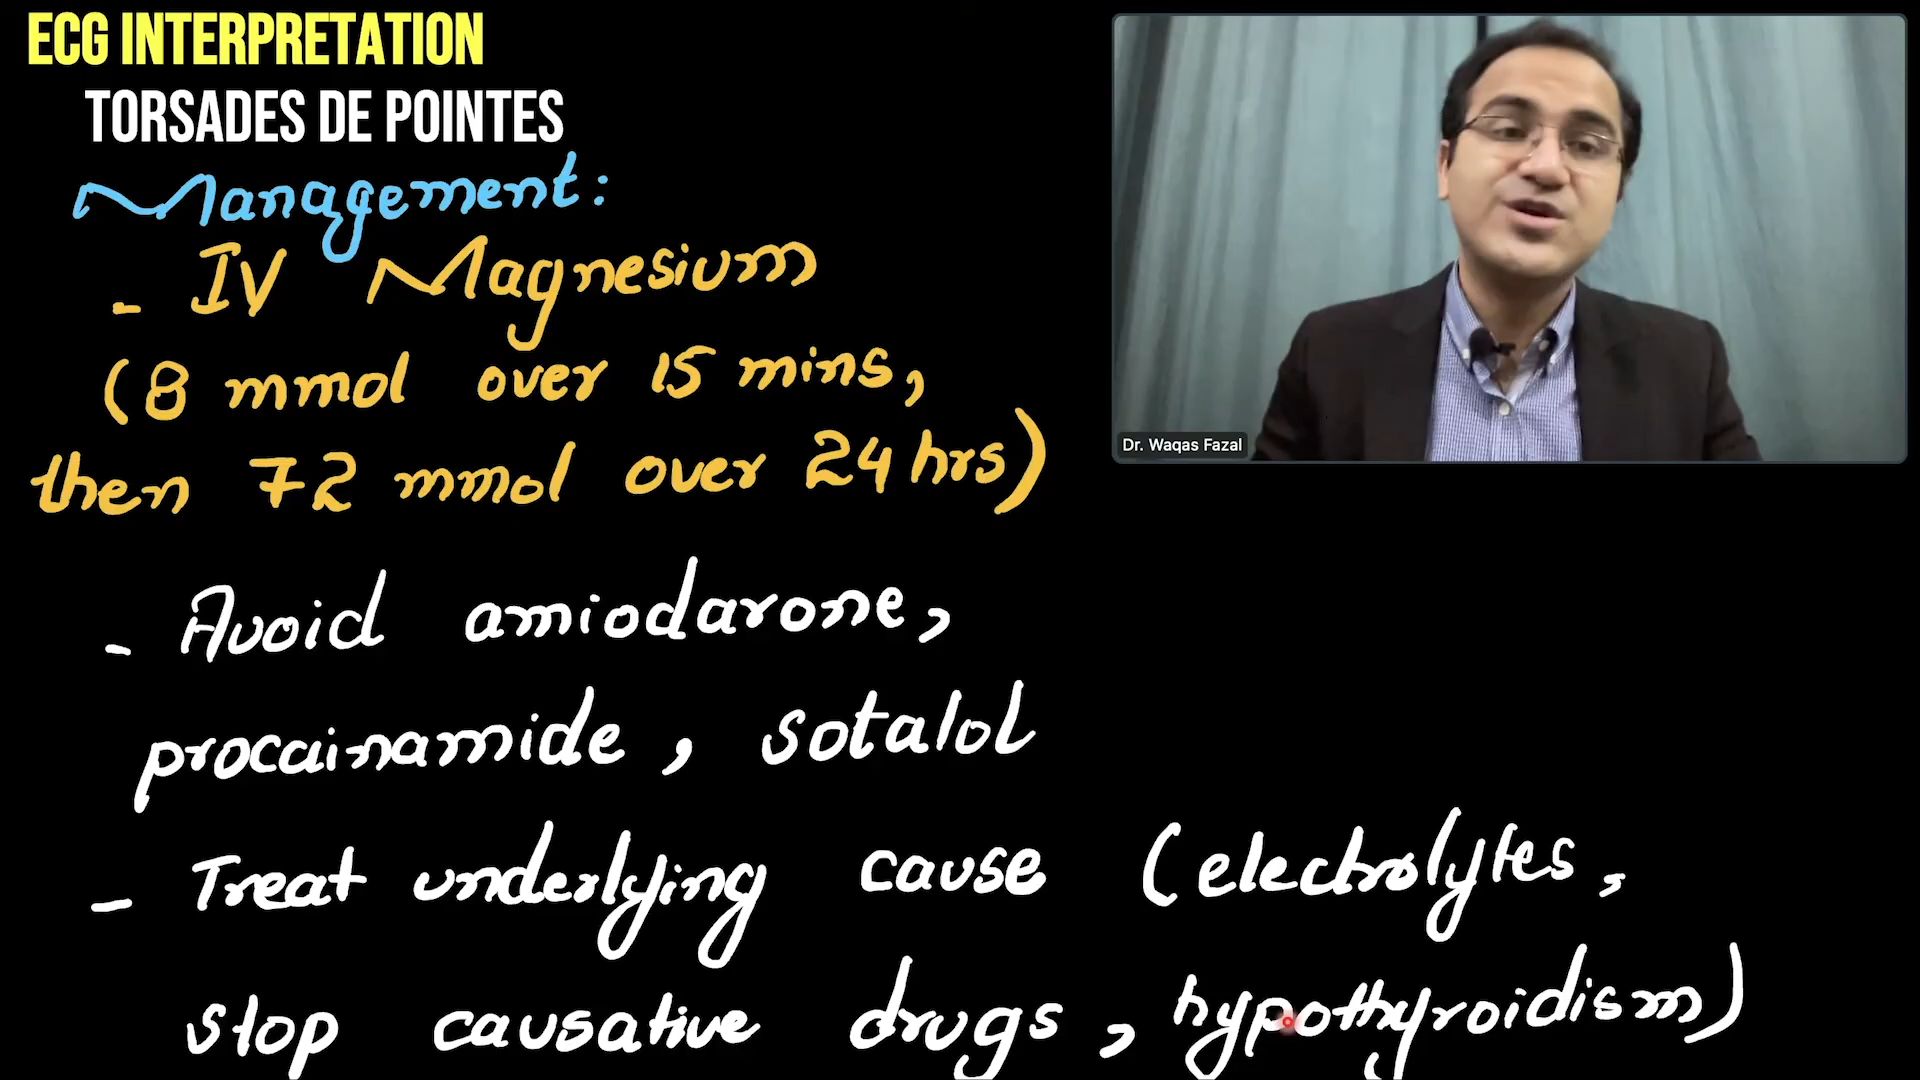 ECG INTERPRETATION
TORSADES DE POINTES
Management:
- IV Magnesium
(8 mmol over 15 mins,
then 72 mmol over 24 hrs)
- Avoid amiodarone,
procainamide, sotalol
- Treat underlying cause (electrolytes,
stop causative drugs, hypothyroidism)
Dr. Waqas Fazal